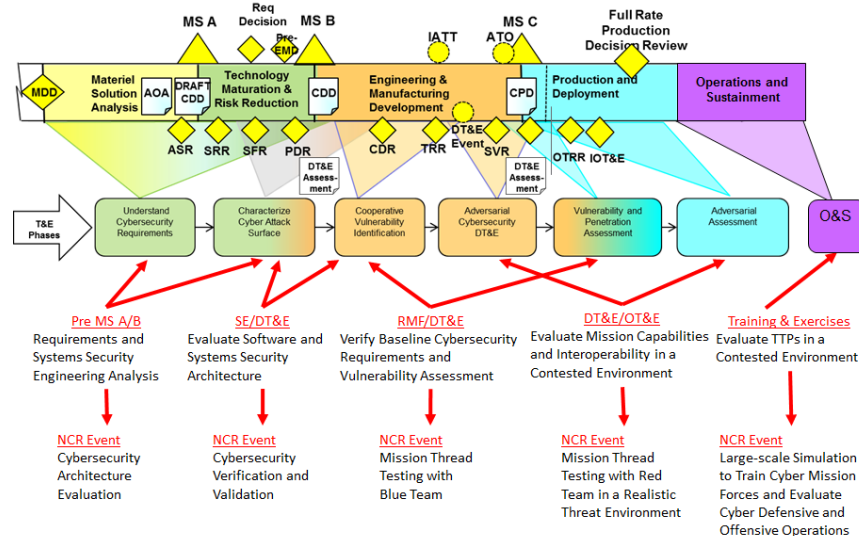 MS A
Req
Decision
Pre-
EMD
MS B
IATT
ATO
MS C
Full Rate
Production
Decision Review
MDD
Materiel
Solution
Analysis
AOA
DRAFT
CDD
Technology
Maturation &
Risk Reduction
CDD
Engineering &
Manufacturing
Development
CPD
Production and
Deployment
Operations and
Sustainment
DT&E
Event
ASR
SRR
SFR
PDR
CDR
TRR
SVR
OTRR
IOT&E
DT&E
Assess-
ment
DT&E
Assess-
ment
T&E
Phases
Understand
Cybersecurity
Requirements
Characterize
Cyber Attack
Surface
Cooperative
Vulnerability
Identification
Adversarial
Cybersecurity
DT&E
Vulnerability and
Penetration
Assessment
Adversarial
Assessment
O&S
Pre MS A/B
Requirements and
Systems Security
Engineering Analysis
SE/DT&E
Evaluate Software and
Systems Security
Architecture
RMF/DT&E
Verify Baseline Cybersecurity
Requirements and
Vulnerability Assessment
DT&E/OT&E
Evaluate Mission Capabilities
and Interoperability in a
Contested Environment
Training & Exercises
Evaluate TTPs in a
Contested Environment
NCR Event
Cybersecurity
Architecture
Evaluation
NCR Event
Cybersecurity
Verification and
Validation
NCR Event
Mission Thread
Testing with
Blue Team
NCR Event
Mission Thread
Testing with Red
Team in a Realistic
Threat Environment
NCR Event
Large-scale Simulation
to Train Cyber Mission
Forces and Evaluate
Cyber Defensive and
Offensive Operations